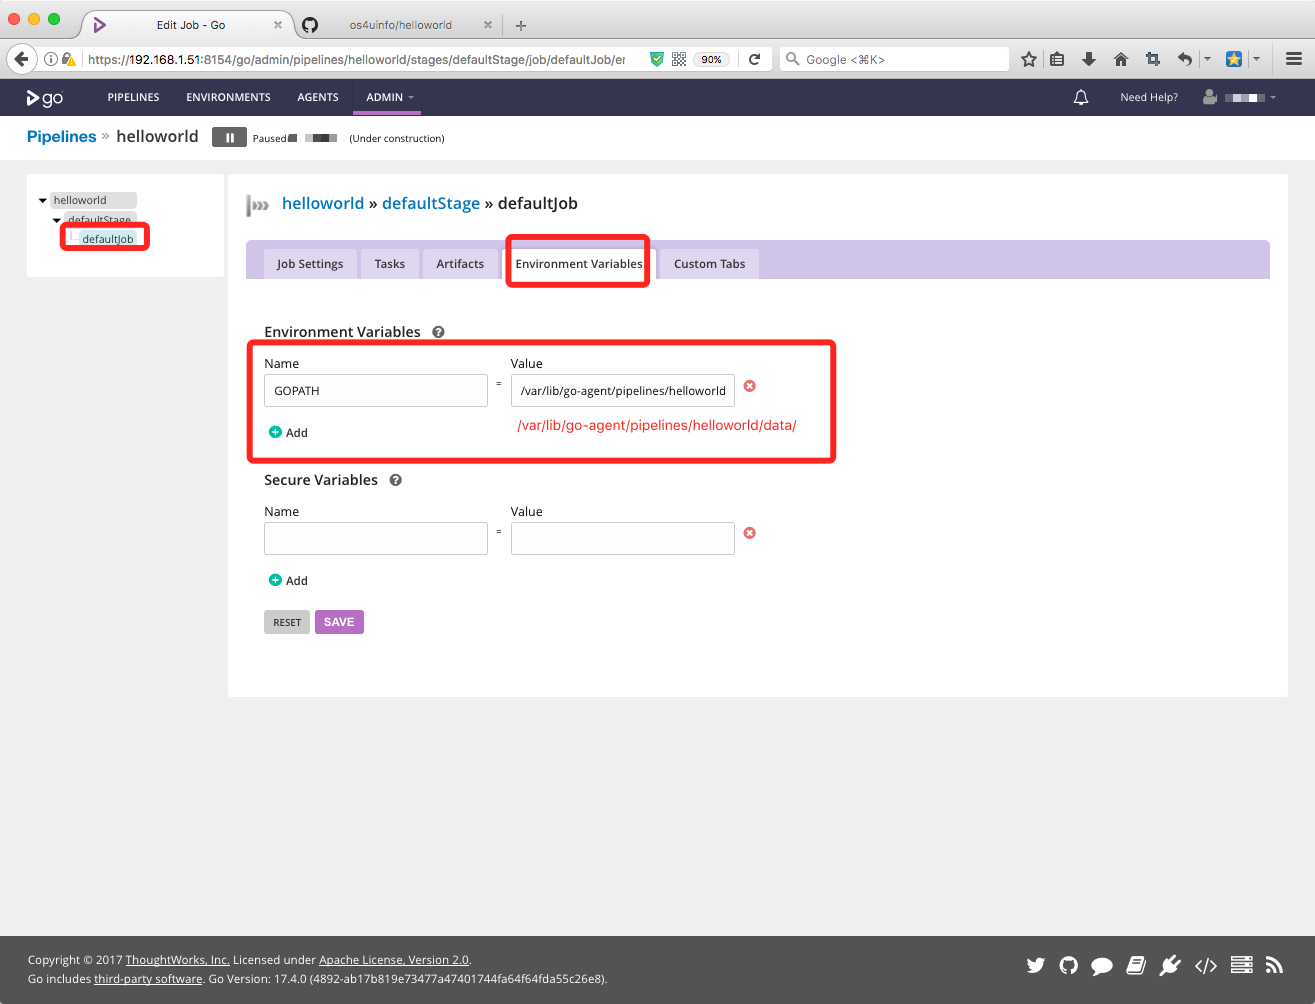 Edit Job - Go
os4uinfo/helloworld
https://192.168.1.51:8154/go/admin/pipelines/helloworld/stages/defaultStage/job/defaultJob/er
90%
Google <⌘K>
go
PIPELINES
ENVIRONMENTS
AGENTS
ADMIN
Need Help?
Pipelines » helloworld
Paused
(Under construction)
helloworld
defaultStage
defaultJob
helloworld » defaultStage » defaultJob
Job Settings
Tasks
Artifacts
Environment Variables
Custom Tabs
Environment Variables
Name
Value
GOPATH
=
/var/lib/go-agent/pipelines/helloworld
/var/lib/go-agent/pipelines/helloworld/data/
Add
Secure Variables
Name
Value
=
Add
RESET
SAVE
Copyright © 2017 ThoughtWorks, Inc. Licensed under Apache License, Version 2.0.
Go includes third-party software. Go Version: 17.4.0 (4892-ab17b819e73477a47401744fa64f64fda55c26e8).